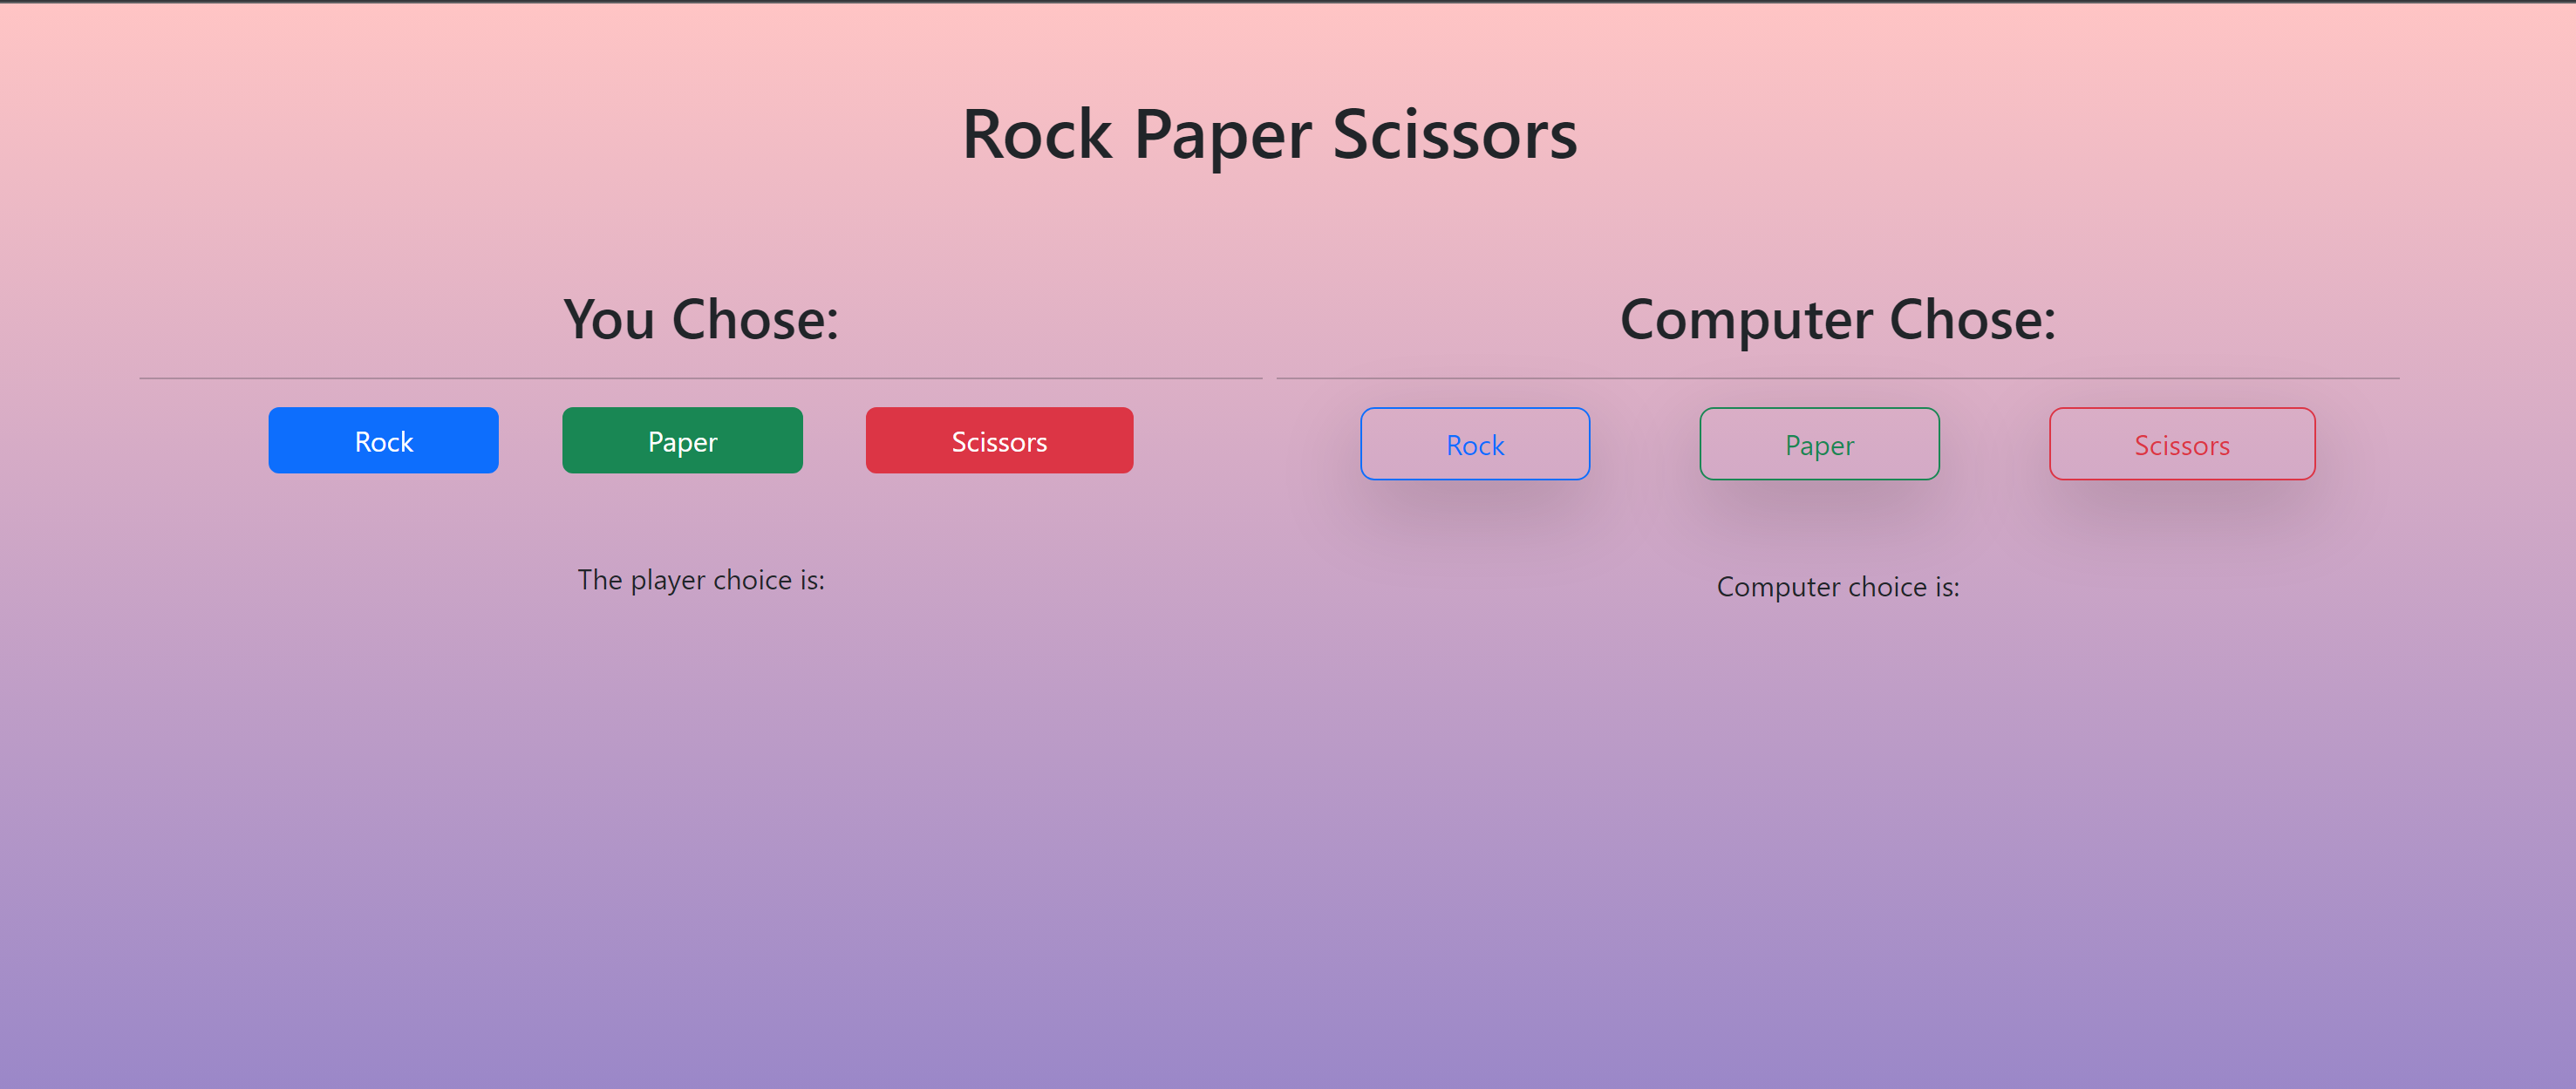 Rock Paper Scissors
You Chose:
Rock Paper Scissors
The player choice is:
Computer Chose:
Rock Paper Scissors
Computer choice is: